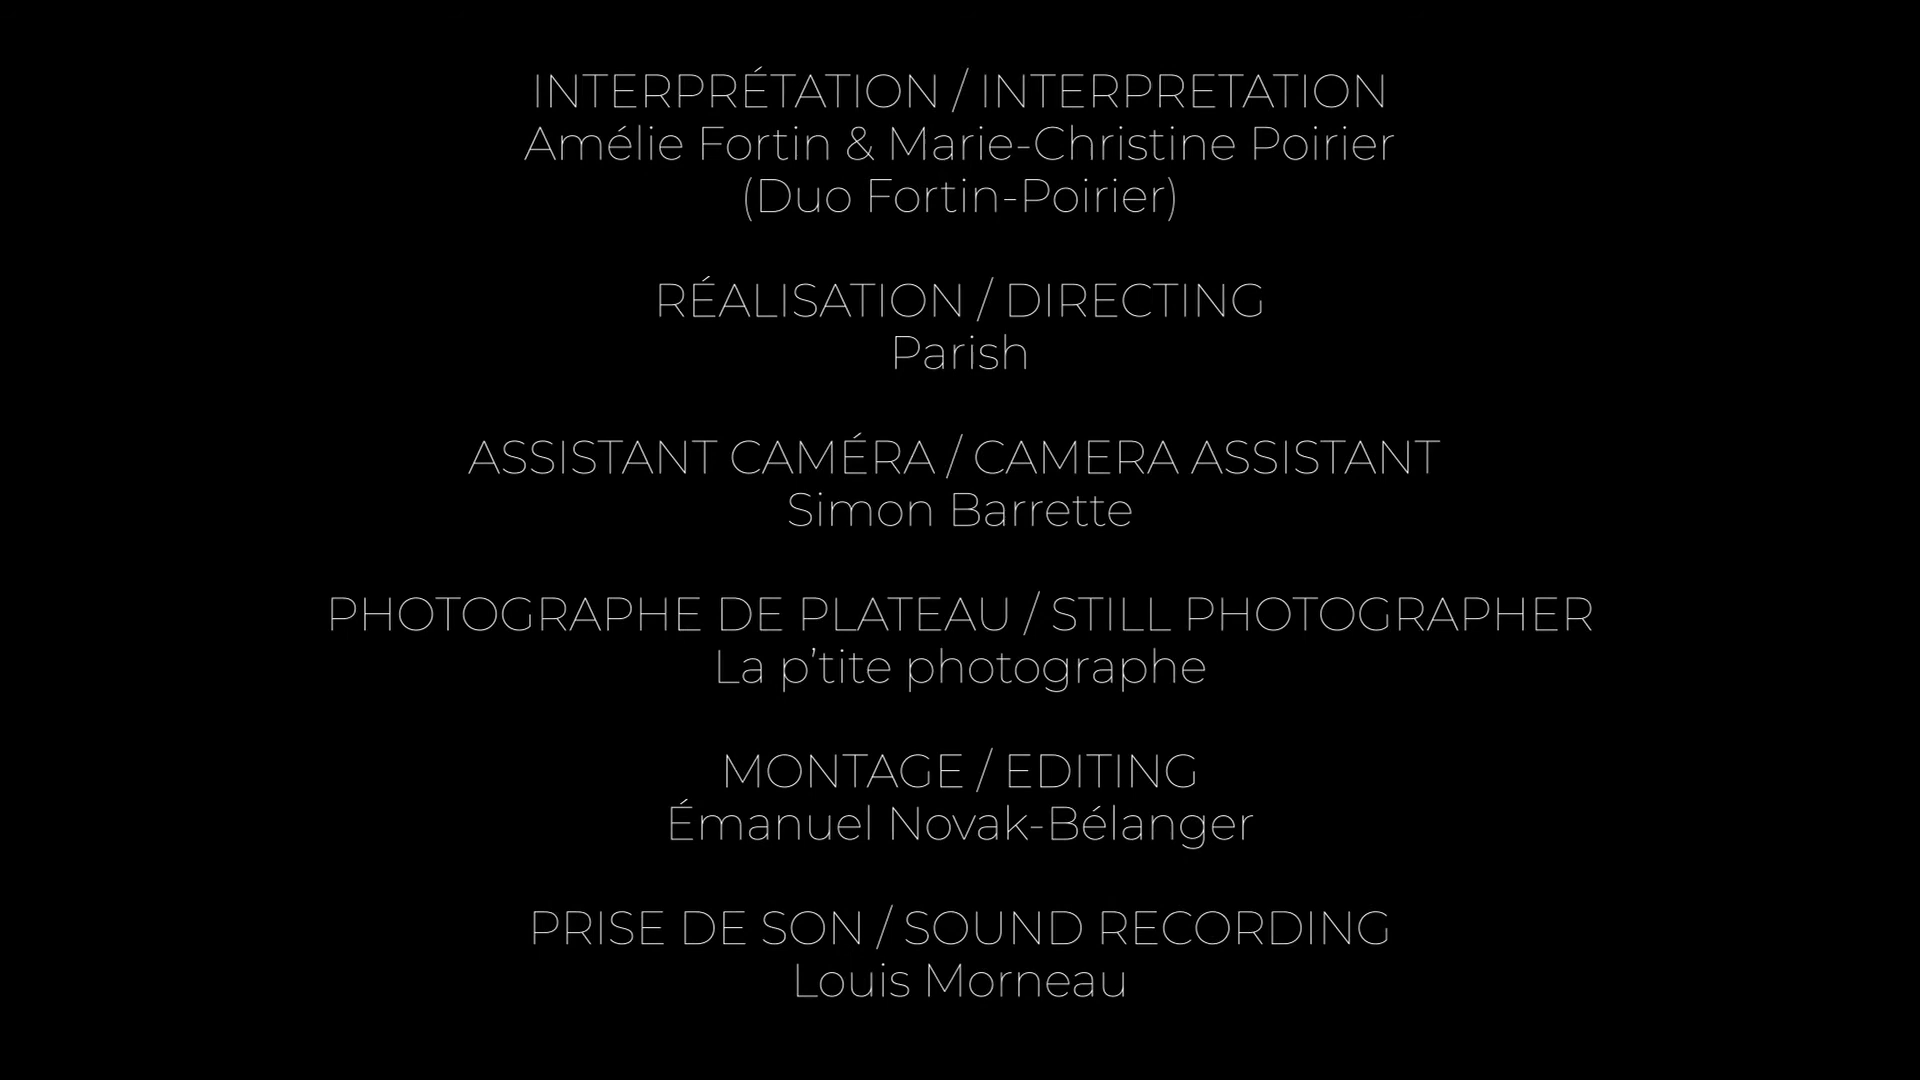 INTERPRÉTATION / INTERPRETATION
Amélie Fortin & Marie-Christine Poirier
(Duo Fortin-Poirier)
RÉALISATION / DIRECTING
Parish
ASSISTANT CAMÉRA / CAMERA ASSISTANT
Simon Barrette
PHOTOGRAPHE DE PLATEAU / STILL PHOTOGRAPHER
La p’tite photographe
MONTAGE / EDITING
Émanuel Novak-Bélanger
PRISE DE SON / SOUND RECORDING
Louis Morneau